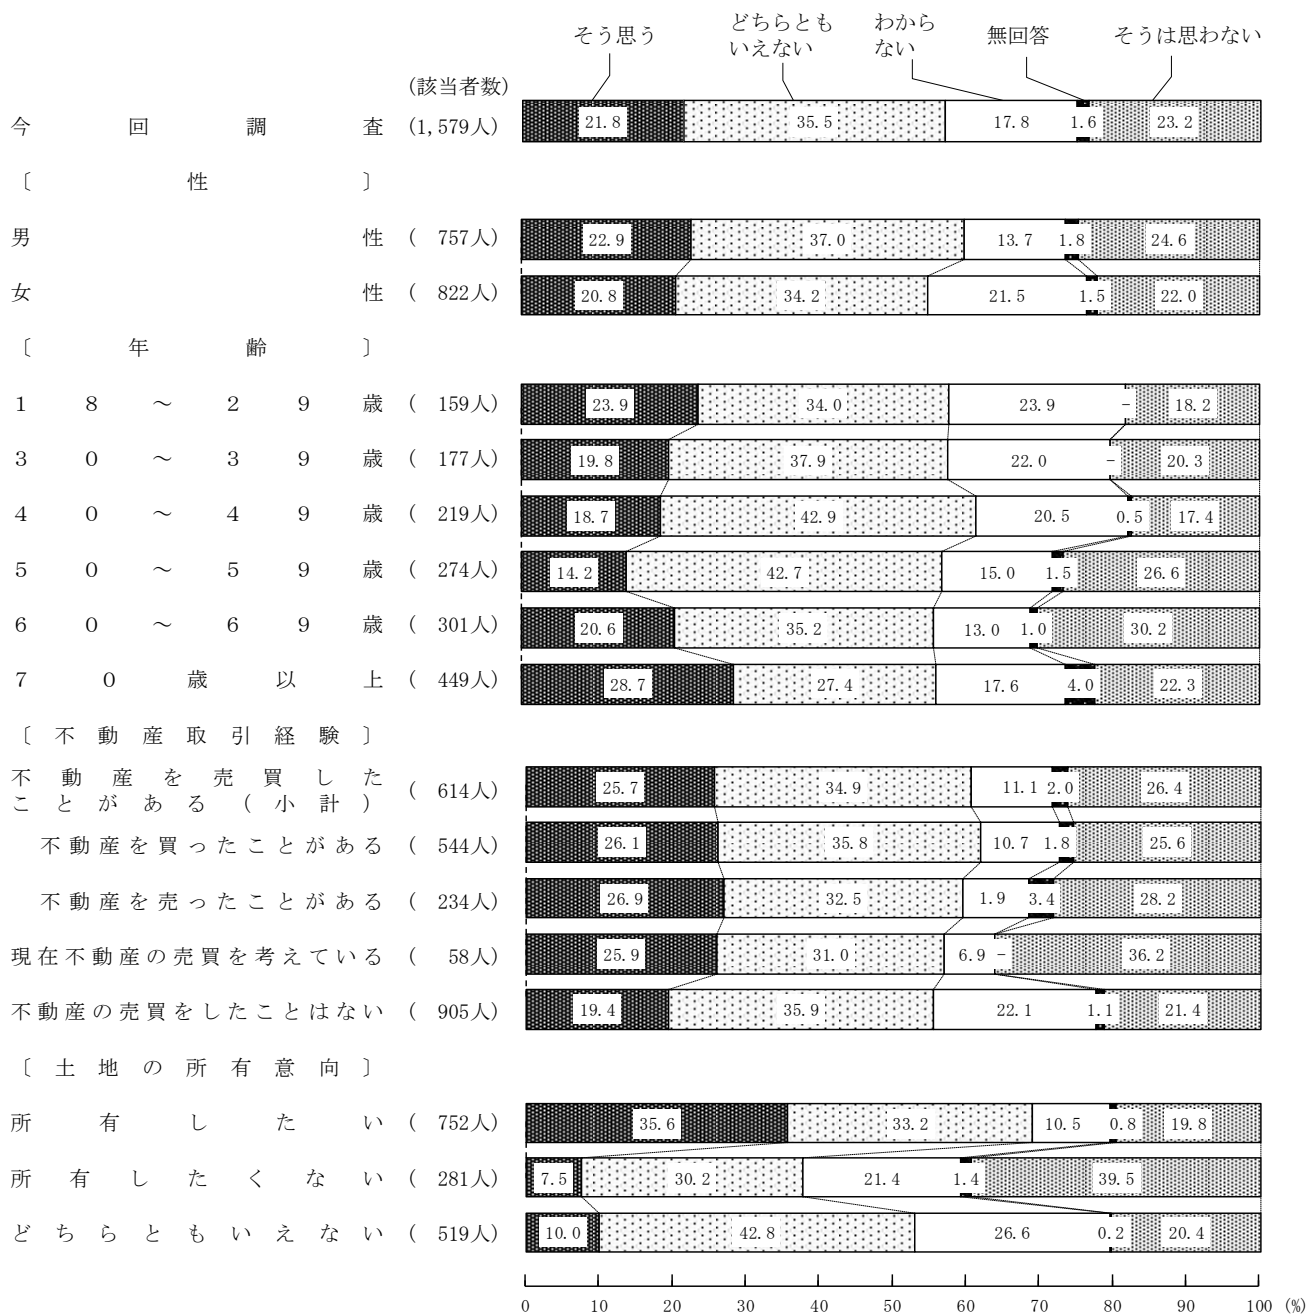 そう思う どちらとも わから 無回答 そうは思わない
いえない ない
(該当者数)
今回調査 (1,579人) 21.8 35.5 17.8 1.6 23.2
〔性〕
男性 ( 757人) 22.9 37.0 13.7 1.8 24.6
女性 ( 822人) 20.8 34.2 21.5 1.5 22.0
〔年齢〕
18～29歳 ( 159人) 23.9 34.0 23.9 - 18.2
30～39歳 ( 177人) 19.8 37.9 22.0 - 20.3
40～49歳 ( 219人) 18.7 42.9 20.5 0.5 17.4
50～59歳 ( 274人) 14.2 42.7 15.0 1.5 26.6
60～69歳 ( 301人) 20.6 35.2 13.0 1.0 30.2
70歳以上 ( 449人) 28.7 27.4 17.6 4.0 22.3
〔不動産取引経験〕
不動産を売買した
ことがある（小計） ( 614人) 25.7 34.9 11.1 2.0 26.4
不動産を買ったことがある ( 544人) 26.1 35.8 10.7 1.8 25.6
不動産を売ったことがある ( 234人) 26.9 32.5 1.9 3.4 28.2
現在不動産の売買を考えている ( 58人) 25.9 31.0 6.9 - 36.2
不動産の売買をしたことはない ( 905人) 19.4 35.9 22.1 1.1 21.4
〔土地の所有意向〕
所有したい ( 752人) 35.6 33.2 10.5 0.8 19.8
所有したくない ( 281人) 7.5 30.2 21.4 1.4 39.5
どちらともいえない ( 519人) 10.0 42.8 26.6 0.2 20.4
0 10 20 30 40 50 60 70 80 90 100 (%)